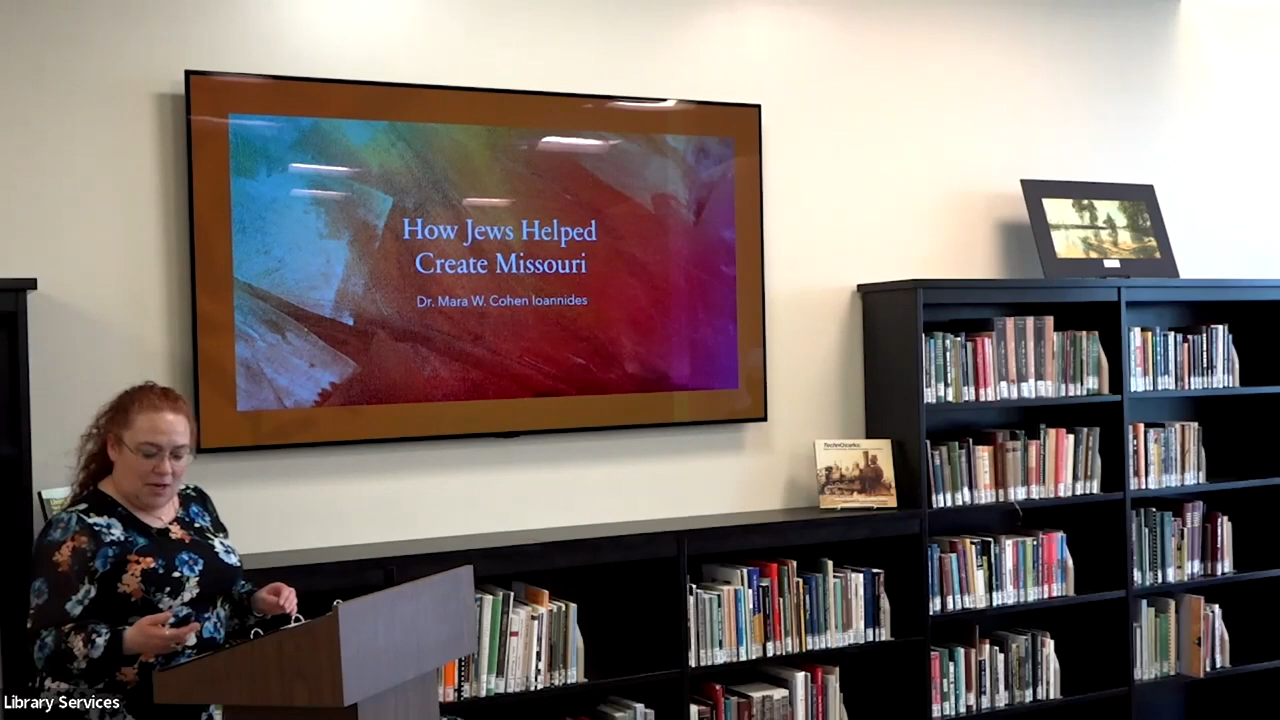 How Jews Helped
Create Missouri
Dr. Mara W. Cohen Ioannides
TechnOzarks:
Library Services